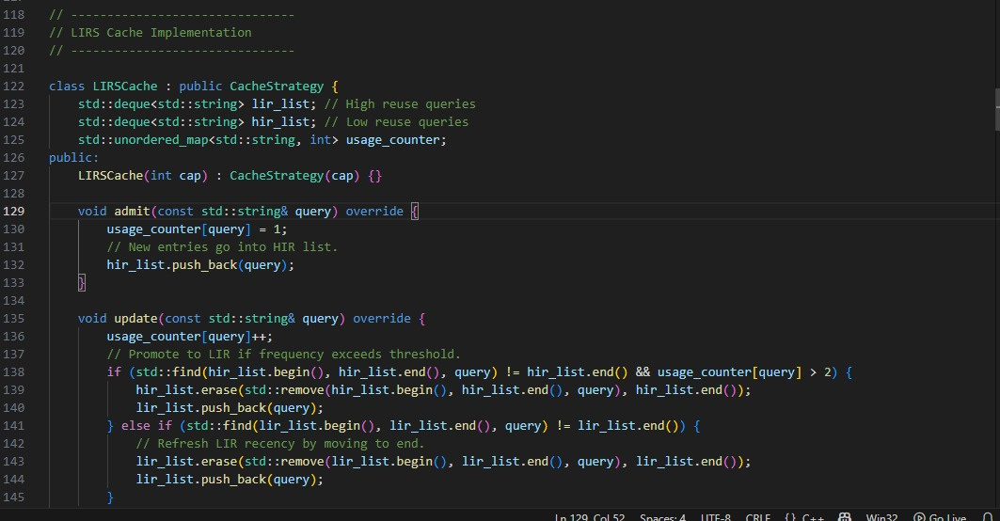 118 // -------------------------------
119 // LIRS Cache Implementation
120 // -------------------------------
121
122 class LIRSCache : public CacheStrategy {
123     std::deque<std::string> lir_list; // High reuse queries
124     std::deque<std::string> hir_list; // Low reuse queries
125     std::unordered_map<std::string, int> usage_counter;
126 public:
127     LIRSCache(int cap) : CacheStrategy(cap) {}
128
129     void admit(const std::string& query) override {
130         usage_counter[query] = 1;
131         // New entries go into HIR list.
132         hir_list.push_back(query);
133     }
134
135     void update(const std::string& query) override {
136         usage_counter[query]++;
137         // Promote to LIR if frequency exceeds threshold.
138         if (std::find(hir_list.begin(), hir_list.end(), query) != hir_list.end() && usage_counter[query] > 2) {
139             hir_list.erase(std::remove(hir_list.begin(), hir_list.end(), query), hir_list.end());
140             lir_list.push_back(query);
141         } else if (std::find(lir_list.begin(), lir_list.end(), query) != lir_list.end()) {
142             // Refresh LIR recency by moving to end.
143             lir_list.erase(std::remove(lir_list.begin(), lir_list.end(), query), lir_list.end());
144             lir_list.push_back(query);
145         }
Ln 129, Col 52 Spaces: 4 UTF-8 CRLF {} C++ Win32 Go Live